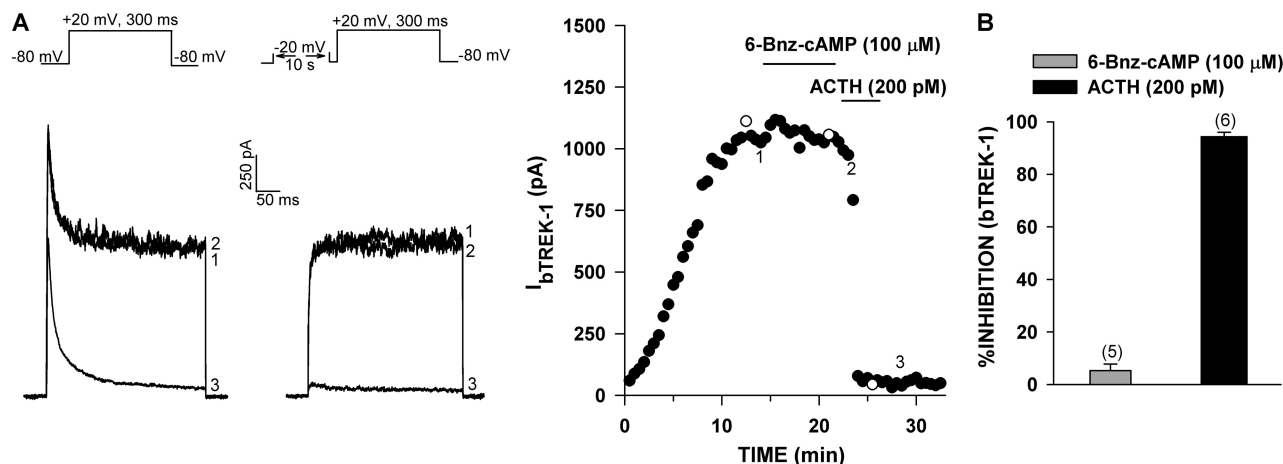 A
+20 mV, 300 ms
-80 mV
-80 mV
+20 mV, 300 ms
-20 mV
10 s
-80 mV
250 pA
50 ms
2
1
3
1
2
3
1500
1250
1000
750
500
250
0
I bTREK-1 (pA)
6-Bnz-cAMP (100 µM)
ACTH (200 pM)
1
2
3
0
10
20
30
TIME (min)
B
6-Bnz-cAMP (100 µM)
ACTH (200 pM)
100
80
60
40
20
0
%INHIBITION (bTREK-1)
(5)
(6)